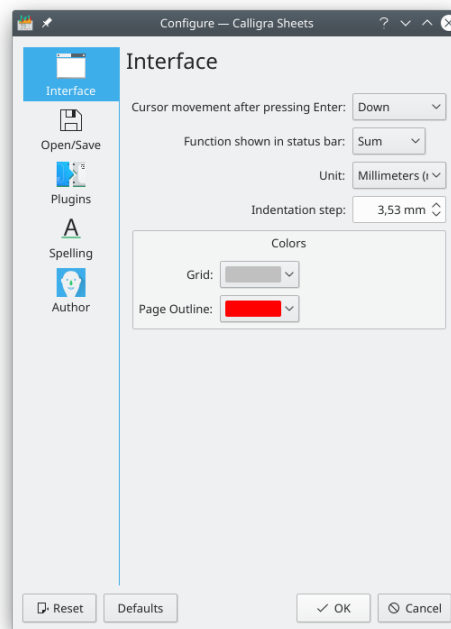 Configure — Calligra Sheets
Interface
Open/Save
Plugins
Spelling
Author
Interface
Cursor movement after pressing Enter: Down
Function shown in status bar: Sum
Unit: Millimeters (
Indentation step: 3,53 mm
Colors
Grid:
Page Outline:
Reset Defaults OK Cancel